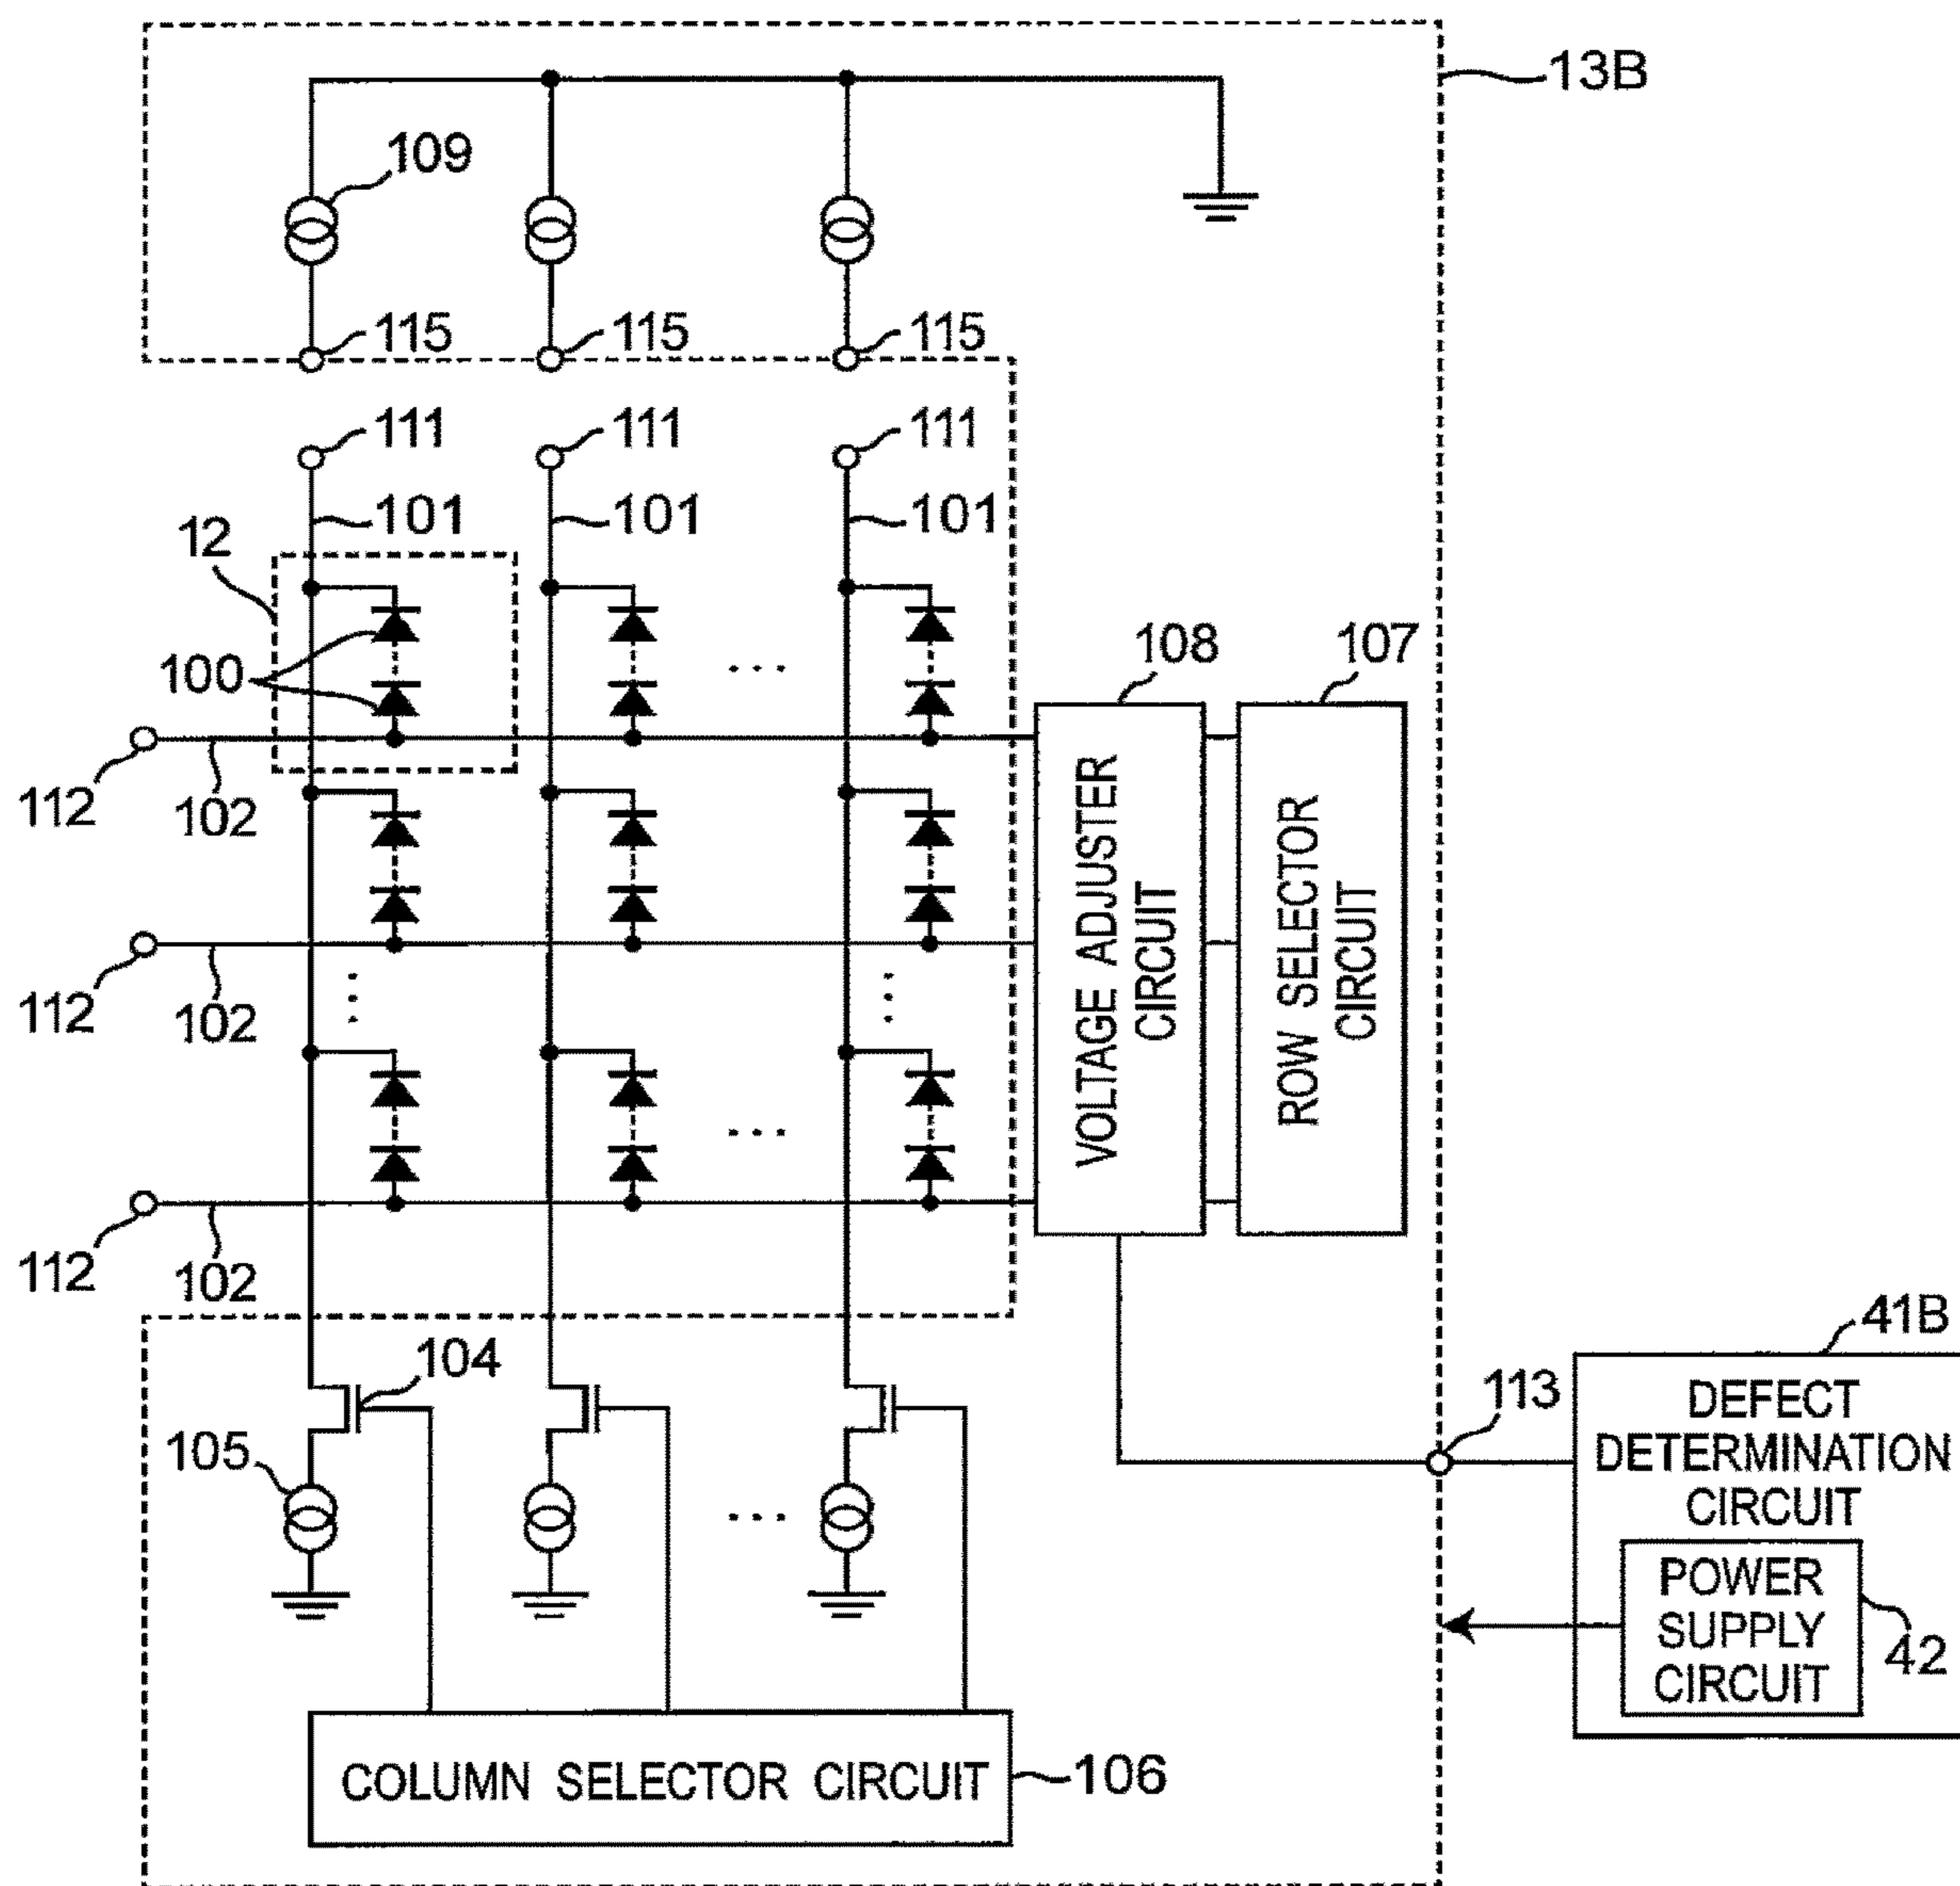 13B
109
115 115 115
111 111 111
101 101 101
12
100
108 107
112 102
VOLTAGE ADJUSTER
CIRCUIT
ROW SELECTOR
CIRCUIT
112 102
112 102
41B
104
113
DEFECT
DETERMINATION
CIRCUIT
105
POWER
SUPPLY
CIRCUIT
42
COLUMN SELECTOR CIRCUIT
106